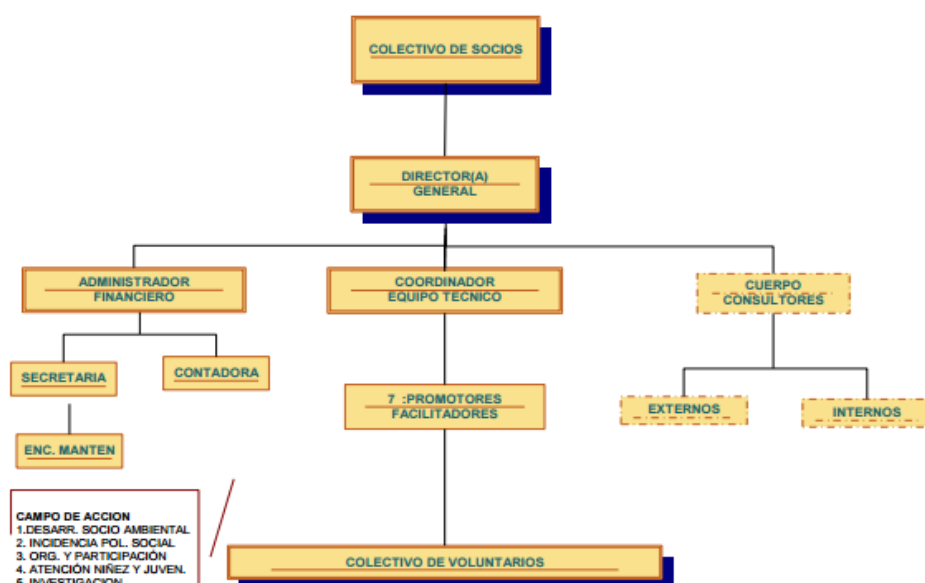 COLECTIVO DE SOCIOS
DIRECTOR(A)
GENERAL
ADMINISTRADOR
FINANCIERO
COORDINADOR
EQUIPO TECNICO
CUERPO
CONSULTORES
SECRETARIA
CONTADORA
7 :PROMOTORES
FACILITADORES
EXTERNOS
INTERNOS
ENC. MANTEN
CAMPO DE ACCION
1.DESARR. SOCIO AMBIENTAL
2. INCIDENCIA POL. SOCIAL
3. ORG. Y PARTICIPACIÓN
4. ATENCIÓN NIÑEZ Y JUVEN.
5. INVESTIGACION
COLECTIVO DE VOLUNTARIOS